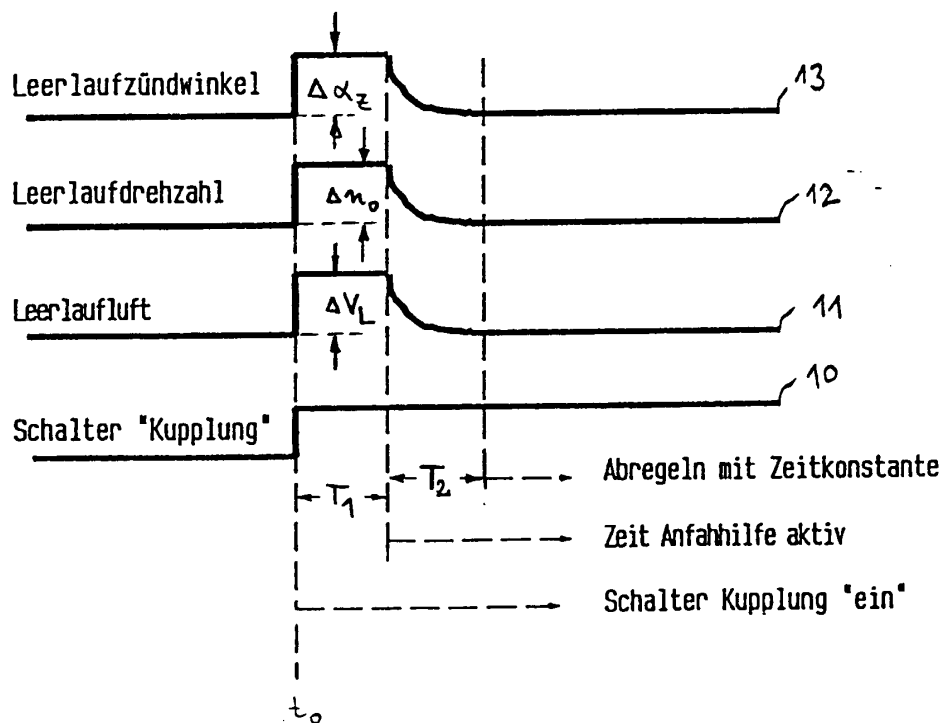 Leerlaufzündwinkel
Δα_Z
13
Leerlaufdrehzahl
Δn_o
12
Leerlaufluft
ΔV_L
11
10
Schalter "Kupplung"
T_1
T_2
Abregeln mit Zeitkonstante
Zeit Anfahhilfe aktiv
Schalter Kupplung "ein"
t_o